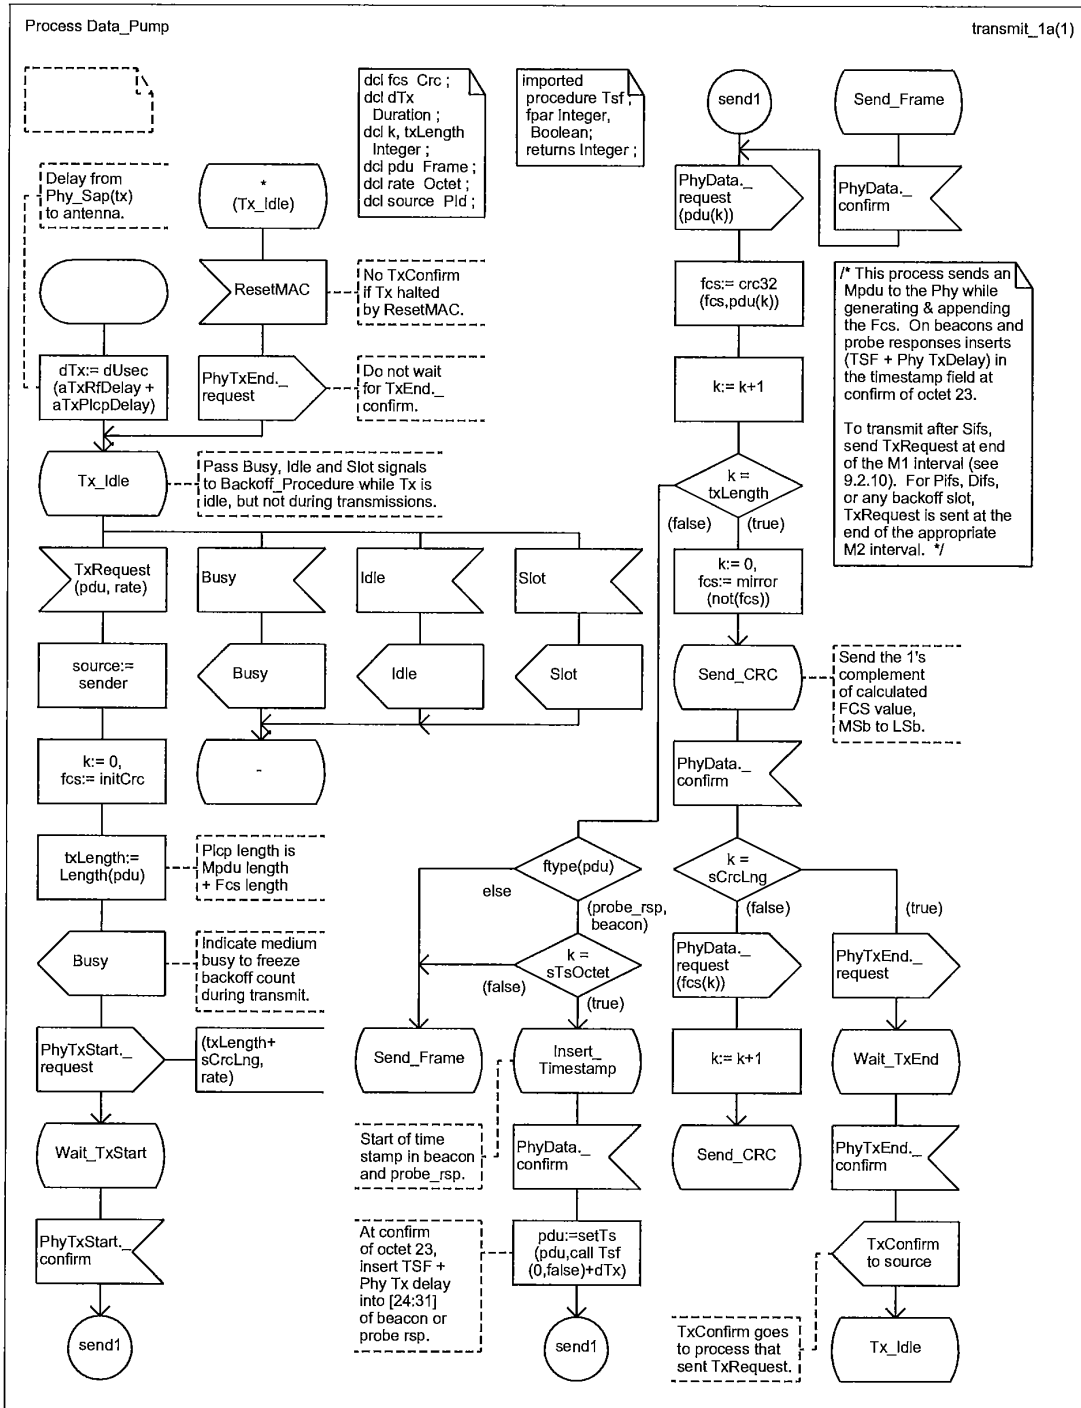 Process Data_Pump
transmit_1a(1)
dcl fcs Crc ;
dcl dTx
Duration ;
dcl k, txLength
Integer ;
dcl pdu Frame ;
dcl rate Octet ;
dcl source PId ;
imported
procedure Tsf ;
fpar Integer,
Boolean;
returns Integer ;
send1
Send_Frame
Delay from
Phy_Sap(tx)
to antenna.
*
(Tx_Idle)
PhyData._
request
(pdu(k))
PhyData._
confirm
ResetMAC
No TxConfirm
if Tx halted
by ResetMAC.
fcs:= crc32
(fcs,pdu(k))
/* This process sends an
Mpdu to the Phy while
generating & appending
the Fcs. On beacons and
probe responses inserts
(TSF + Phy TxDelay) in
the timestamp field at
confirm of octet 23.
To transmit after Sifs,
send TxRequest at end
of the M1 interval (see
9.2.10). For Pifs, Difs,
or any backoff slot,
TxRequest is sent at the
end of the appropriate
M2 interval. */
dTx:= dUsec
(aTxRfDelay +
aTxPlcpDelay)
PhyTxEnd._
request
Do not wait
for TxEnd._
confirm.
k:= k+1
Tx_Idle
Pass Busy, Idle and Slot signals
to Backoff_Procedure while Tx is
idle, but not during transmissions.
k =
txLength
(false)
(true)
TxRequest
(pdu, rate)
Busy
Idle
Slot
k:= 0,
fcs:= mirror
(not(fcs))
source:=
sender
Busy
Idle
Slot
Send_CRC
Send the 1's
complement
of calculated
FCS value,
MSb to LSb.
k:= 0,
fcs:= initCrc
-
PhyData._
confirm
txLength:=
Length(pdu)
Plcp length is
Mpdu length
+ Fcs length
ftype(pdu)
else
(probe_rsp,
beacon)
k =
sCrcLng
(false)
(true)
Busy
Indicate medium
busy to freeze
backoff count
during transmit.
k =
sTsOctet
(false)
(true)
PhyData._
request
(fcs(k))
PhyTxEnd._
request
PhyTxStart._
request
(txLength+
sCrcLng,
rate)
Send_Frame
Insert_
Timestamp
k:= k+1
Wait_TxEnd
Wait_TxStart
Start of time
stamp in beacon
and probe_rsp.
PhyData._
confirm
Send_CRC
PhyTxEnd._
confirm
PhyTxStart._
confirm
At confirm
of octet 23,
insert TSF +
Phy Tx delay
into [24:31]
of beacon or
probe rsp.
pdu:=setTs
(pdu,call Tsf
(0,false)+dTx)
TxConfirm
to source
send1
send1
TxConfirm goes
to process that
sent TxRequest.
Tx_Idle